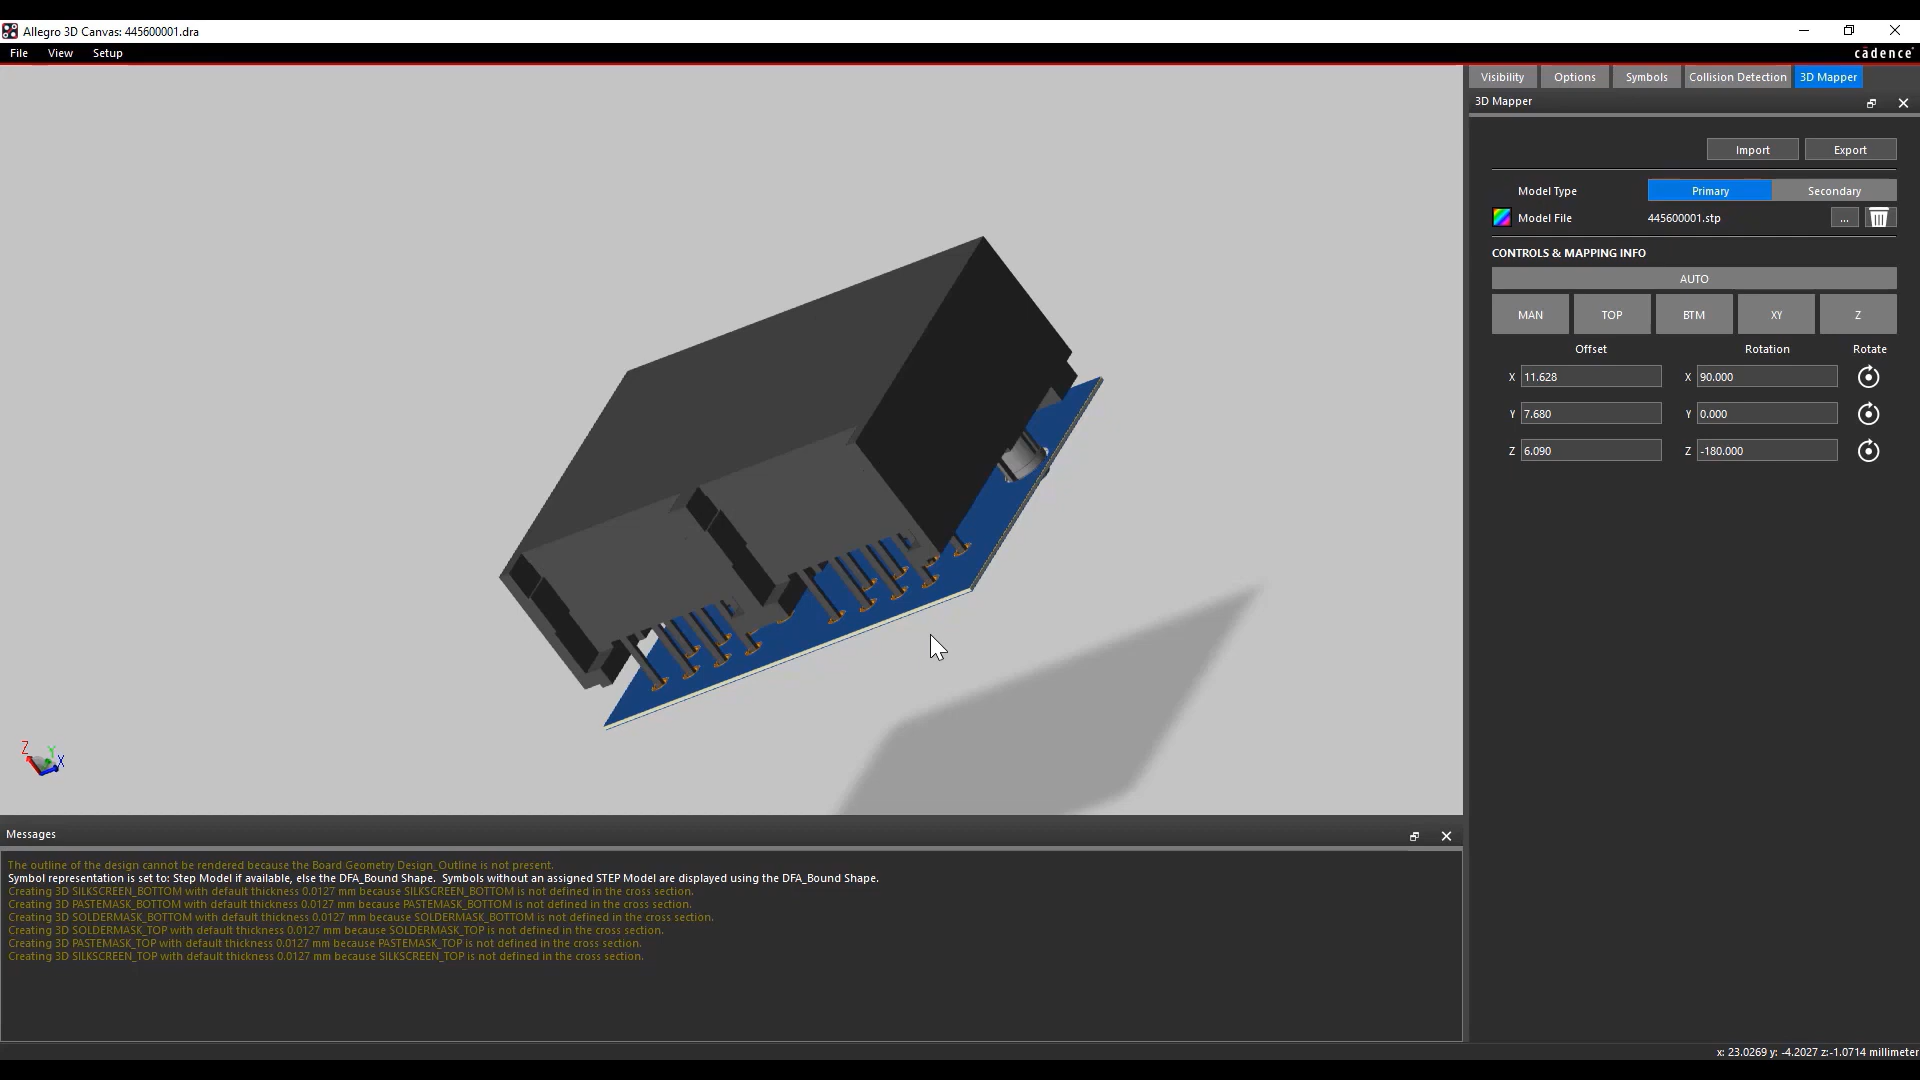 Allegro 3D Canvas: 445600001.dra
File View Setup
cādence
Visibility Options Symbols Collision Detection 3D Mapper
3D Mapper
Import Export
Model Type Primary Secondary
Model File 445600001.stp ...
CONTROLS & MAPPING INFO
AUTO
MAN TOP BTM XY Z
Offset Rotation Rotate
X 11.628 X 90.000
Y 7.680 Y 0.000
Z 6.090 Z -180.000
Z Y X
Messages
The outline of the design cannot be rendered because the Board Geometry Design_Outline is not present.
Symbol representation is set to: Step Model if available, else the DFA_Bound Shape. Symbols without an assigned STEP Model are displayed using the DFA_Bound Shape.
Creating 3D SILKSCREEN_BOTTOM with default thickness 0.0127 mm because SILKSCREEN_BOTTOM is not defined in the cross section.
Creating 3D PASTEMASK_BOTTOM with default thickness 0.0127 mm because PASTEMASK_BOTTOM is not defined in the cross section.
Creating 3D SOLDERMASK_BOTTOM with default thickness 0.0127 mm because SOLDERMASK_BOTTOM is not defined in the cross section.
Creating 3D SOLDERMASK_TOP with default thickness 0.0127 mm because SOLDERMASK_TOP is not defined in the cross section.
Creating 3D PASTEMASK_TOP with default thickness 0.0127 mm because PASTEMASK_TOP is not defined in the cross section.
Creating 3D SILKSCREEN_TOP with default thickness 0.0127 mm because SILKSCREEN_TOP is not defined in the cross section.
x: 23.0269 y: -4.2027 z:-1.0714 millimeter